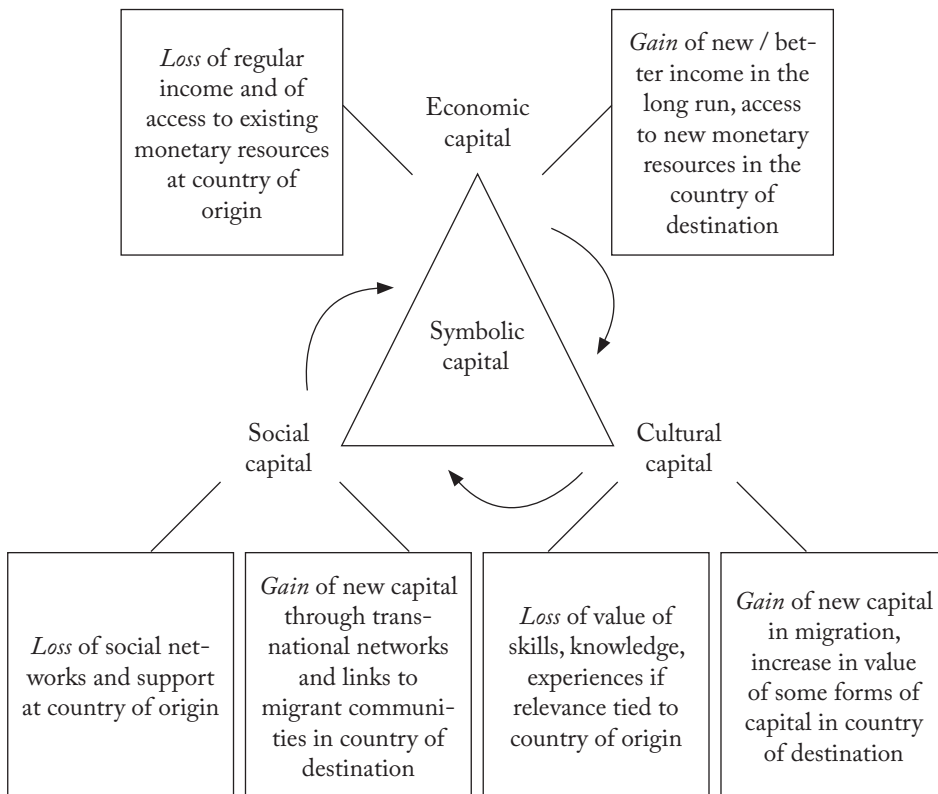 Loss of regular
income and of
access to existing
monetary resources
at country of
origin
Economic
capital
Gain of new / bet-
ter income in the
long run, access
to new monetary
resources in the
country of
destination
Symbolic
capital
Social
capital
Cultural
capital
Loss of social net-
works and support
at country of origin
Gain of new capital
through trans-
national networks
and links to
migrant communi-
ties in country of
destination
Loss of value of
skills, knowledge,
experiences if
relevance tied to
country of origin
Gain of new capital
in migration,
increase in value
of some forms of
capital in country
of destination